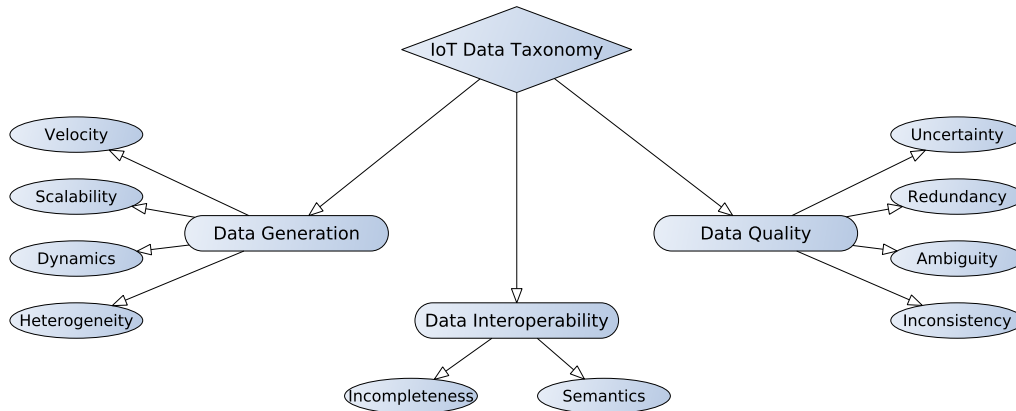 IoT Data Taxonomy
Velocity
Uncertainty
Scalability
Redundancy
Data Generation
Data Quality
Dynamics
Ambiguity
Heterogeneity
Data Interoperability
Inconsistency
Incompleteness
Semantics